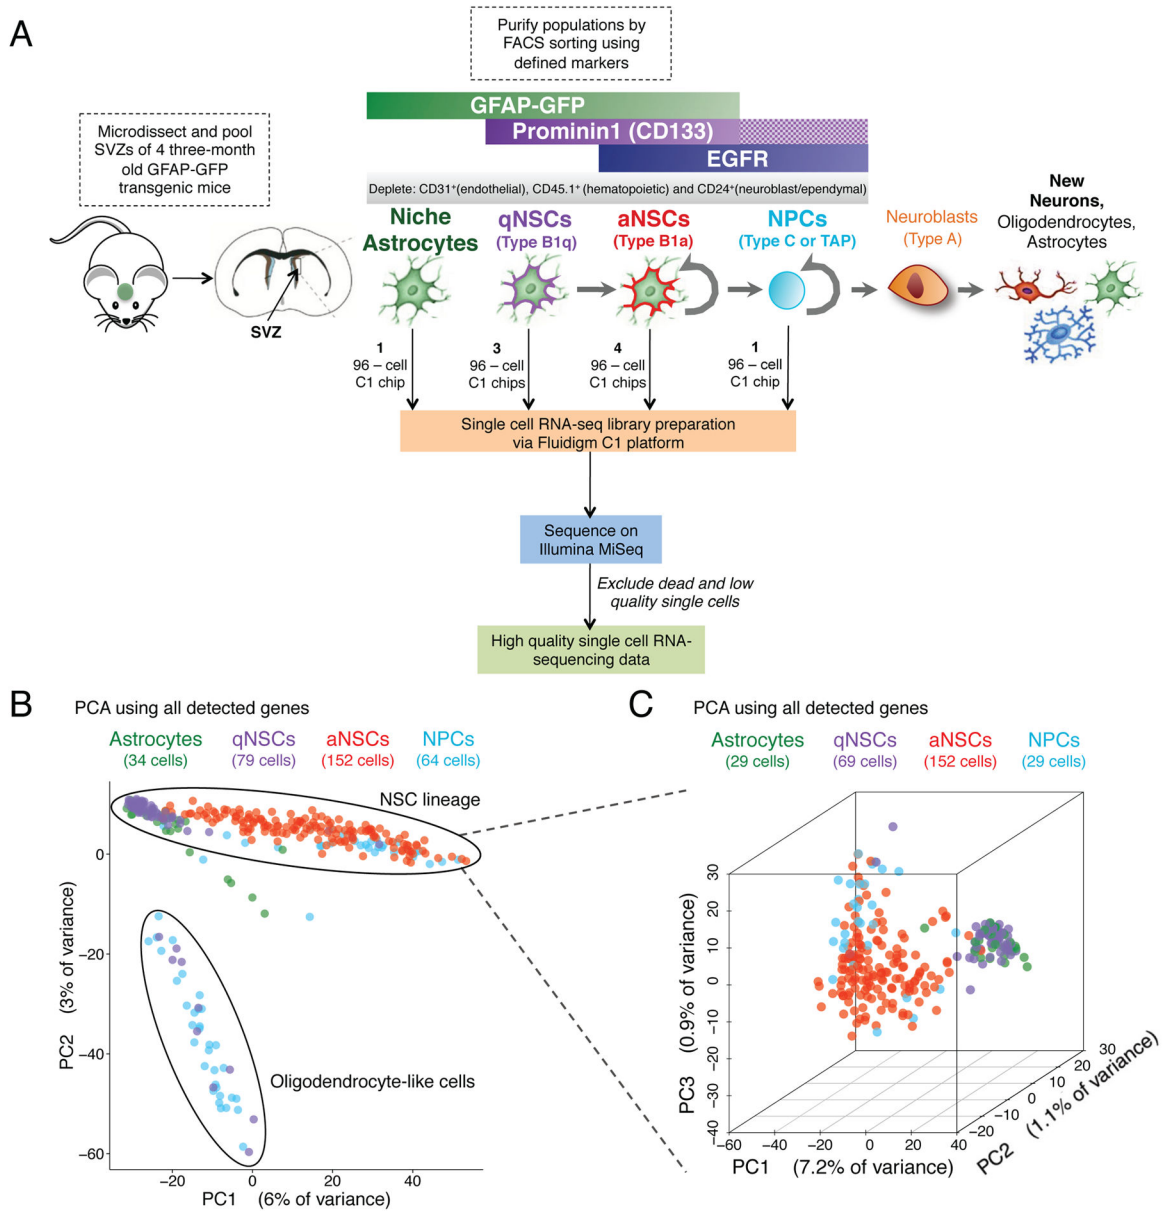 A
Purify populations by
FACS sorting using
defined markers
Microdissect and pool
SVZs of 4 three-month
old GFAP-GFP
transgenic mice
GFAP-GFP
Prominin1 (CD133)
EGFR
Deplete: CD31⁺(endothelial), CD45.1⁺ (hematopoietic) and CD24⁺(neuroblast/ependymal)
Niche
Astrocytes
qNSCs
(Type B1q)
aNSCs
(Type B1a)
NPCs
(Type C or TAP)
Neuroblasts
(Type A)
New
Neurons,
Oligodendrocytes,
Astrocytes
SVZ
1
96 – cell
C1 chip
3
96 – cell
C1 chips
4
96 – cell
C1 chips
1
96 – cell
C1 chip
Single cell RNA-seq library preparation
via Fluidigm C1 platform
Sequence on
Illumina MiSeq
Exclude dead and low
quality single cells
High quality single cell RNA-
sequencing data
B
PCA using all detected genes
Astrocytes
(34 cells)
qNSCs
(79 cells)
aNSCs
(152 cells)
NPCs
(64 cells)
NSC lineage
Oligodendrocyte-like cells
0
−20
−40
−60
PC2 (3% of variance)
−20
0
20
40
PC1 (6% of variance)
C
PCA using all detected genes
Astrocytes
(29 cells)
qNSCs
(69 cells)
aNSCs
(152 cells)
NPCs
(29 cells)
30
20
10
0
−10
−20
−30
−40
PC3 (0.9% of variance)
−60
−40
−20
0
20
40
PC1 (7.2% of variance)
−20
−10
0
10
20
30
PC2 (1.1% of variance)